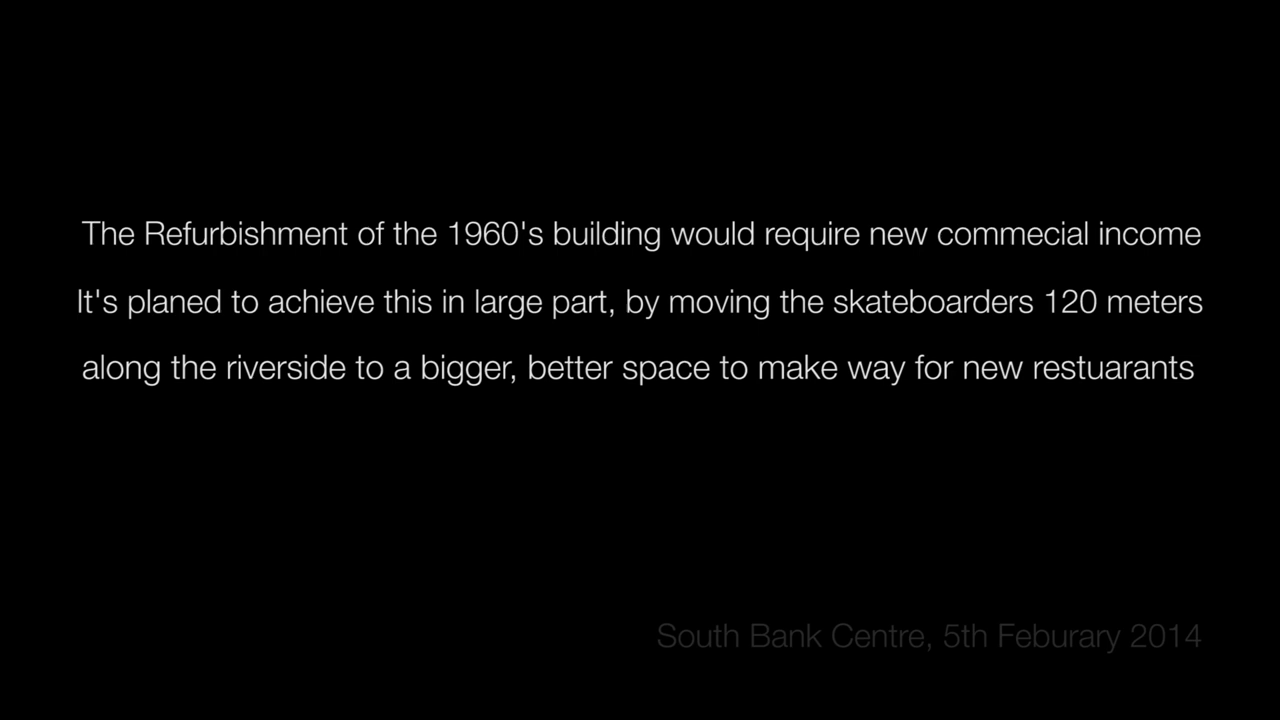 The Refurbishment of the 1960's building would require new commecial income
It's planed to achieve this in large part, by moving the skateboarders 120 meters
along the riverside to a bigger, better space to make way for new restuarants
South Bank Centre, 5th Feburary 2014